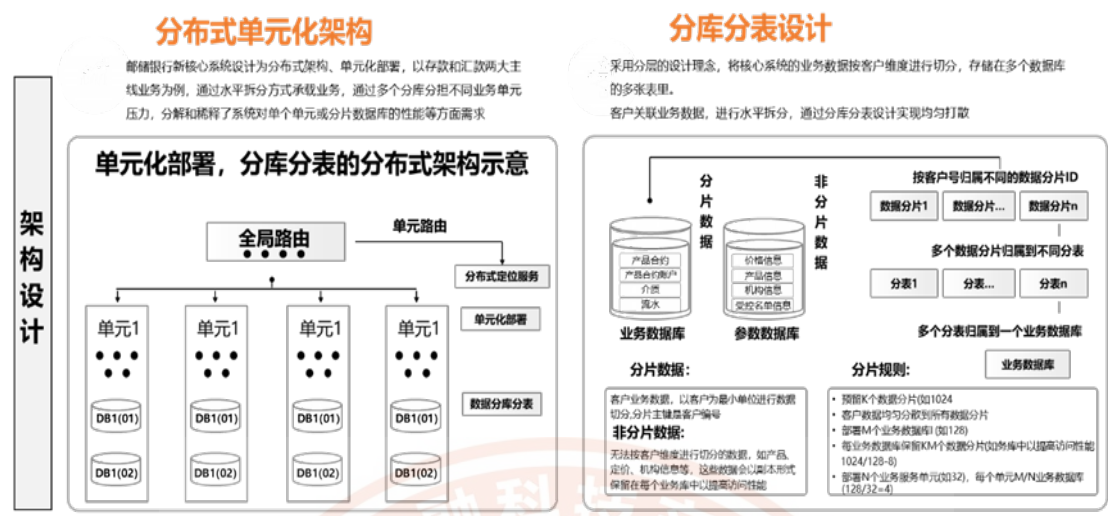 架构设计
分布式单元化架构
邮储银行新核心系统设计为分布式架构、单元化部署，以存款和汇款两大主
线业务为例，通过水平拆分方式承载业务，通过多个分库分担不同业务单元
压力，分解和稀释了系统对单个单元或分片数据库的性能等方面需求
单元化部署，分库分表的分布式架构示意
全局路由
单元路由
分布式定位服务
单元化部署
数据分库分表
单元1
单元1
单元1
单元1
DB1(01)
DB1(01)
DB1(01)
DB1(01)
DB1(02)
DB1(02)
DB1(02)
DB1(02)
分库分表设计
采用分层的设计理念，将核心系统的业务数据按客户维度进行切分，存储在多个数据库
的多张表里。
客户关联业务数据，进行水平拆分，通过分库分表设计实现均匀打散
分片数据
非分片数据
产品合约
产品合约账户
介质
流水
业务数据库
价格信息
产品信息
机构信息
受控名单信息
参数数据库
按客户号归属不同的数据分片ID
数据分片1
数据分片...
数据分片n
多个数据分片归属到不同分表
分表1
分表...
分表n
多个分表归属到一个业务数据库
业务数据库
分片数据：
客户业务数据，以客户为最小单位进行数据
切分,分片主键是客户编号
非分片数据:
无法按客户维度进行切分的数据，如产品、
定价、机构信息等，这些数据会以副本形式
保留在每个业务库中以提高访问性能
分片规则:
• 预留K个数据分片(如1024
• 客户数据均匀分散到所有数据分片
• 部署M个业务数据库I (如128)
• 每业务数据库保留KM个数据分片(如务库中以提高访问性能
1024/128-8)
• 部署N个业务服务单元(如32)，每个单元M/N业务数据库
(128/32=4)